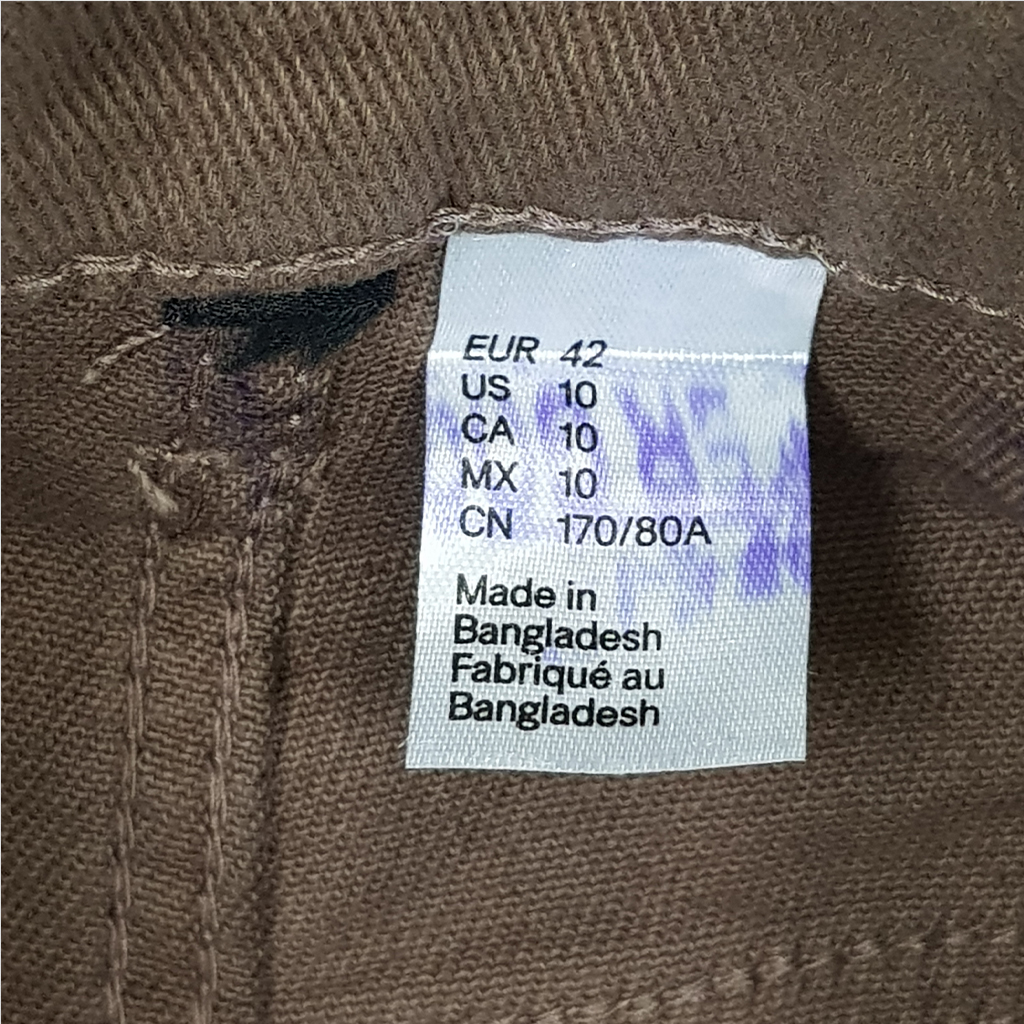 EUR 42
US 10
CA 10
MX 10
CN 170/80A
Made in
Bangladesh
Fabriqué au
Bangladesh